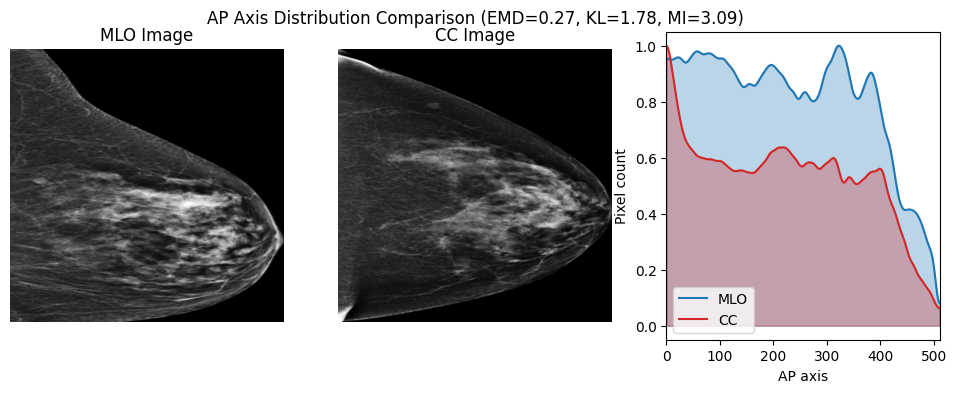 AP Axis Distribution Comparison (EMD=0.27, KL=1.78, MI=3.09)
MLO Image
CC Image
1.0
0.8
0.6
0.4
0.2
0.0
Pixel count
MLO
CC
0 100 200 300 400 500
AP axis